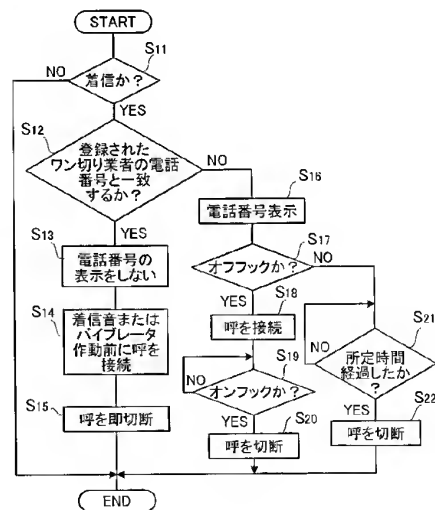 START
S11
NO
着信か?
YES
S12
登録された
ワン切り業者の電話
番号と一致
するか?
NO
YES
S13
電話番号の
表示をしない
S14
着信音または
バイブレータ
作動前に呼を
接続
S15
呼を即切断
S16
電話番号表示
S17
オフフックか?
NO
YES
S18
呼を接続
S19
NO
オンフックか?
YES
S20
呼を切断
S21
NO
所定時間
経過したか
?
YES
S22
呼を切断
END